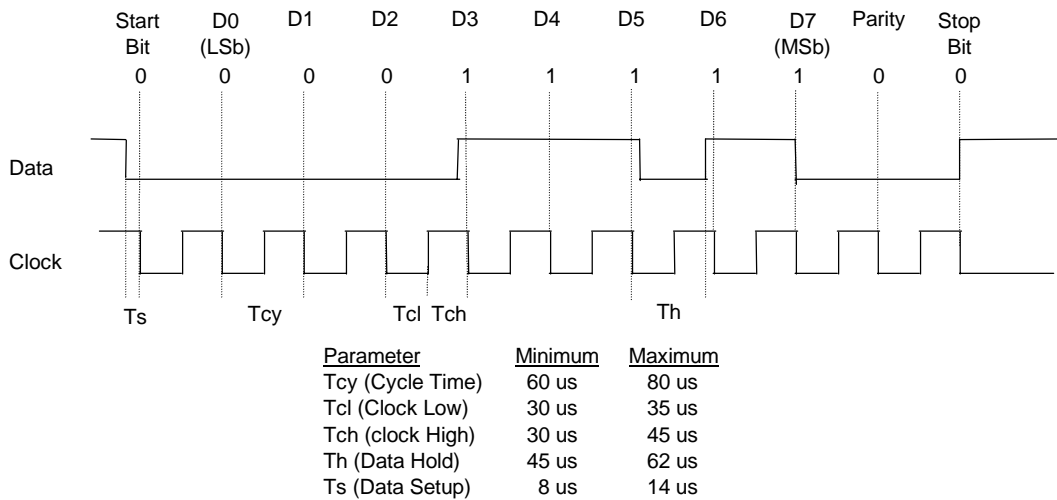 Start Bit D0 (LSb) D1 D2 D3 D4 D5 D6 D7 (MSb) Parity Stop Bit
0 0 0 0 1 1 1 1 1 0 0
Data
Clock
Ts Tcy Tcl Tch Th
Parameter Minimum Maximum
Tcy (Cycle Time) 60 us 80 us
Tcl (Clock Low) 30 us 35 us
Tch (clock High) 30 us 45 us
Th (Data Hold) 45 us 62 us
Ts (Data Setup) 8 us 14 us